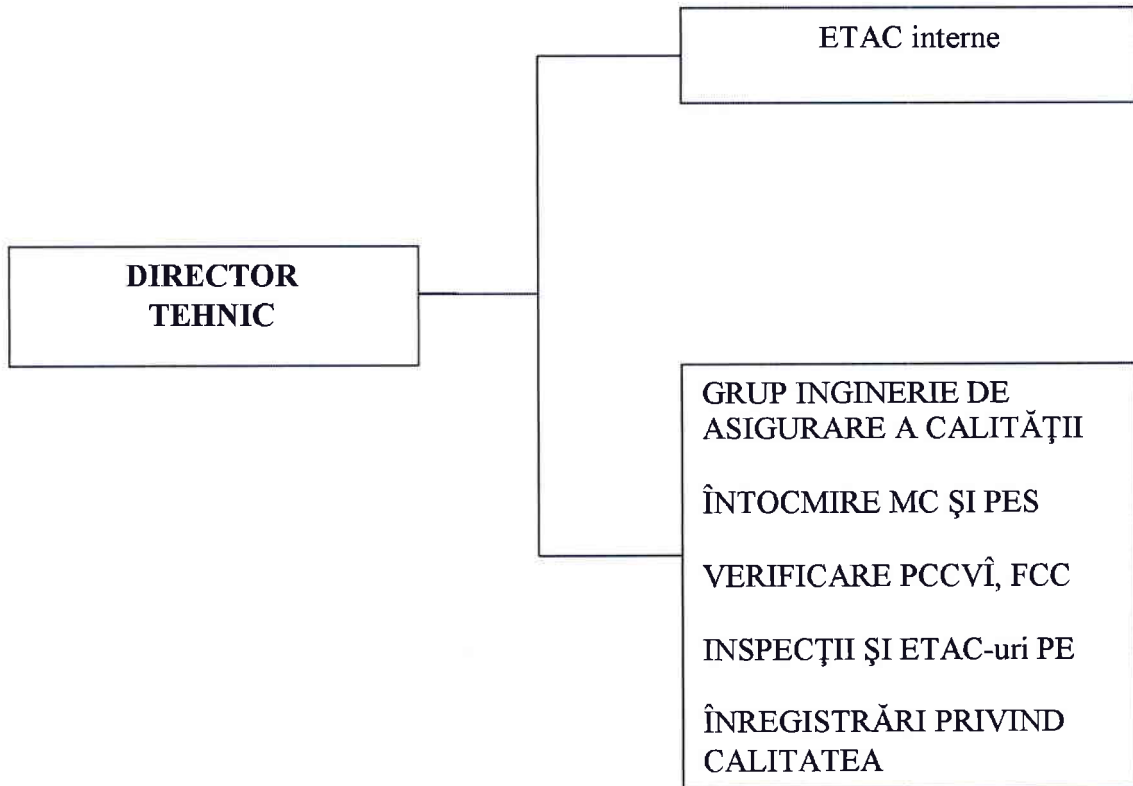 ETAC interne
DIRECTOR
TEHNIC
GRUP INGINERIE DE
ASIGURARE A CALITĂŢII
ÎNTOCMIRE MC ŞI PES
VERIFICARE PCCVÎ, FCC
INSPECŢII ŞI ETAC-uri PE
ÎNREGISTRĂRI PRIVIND
CALITATEA